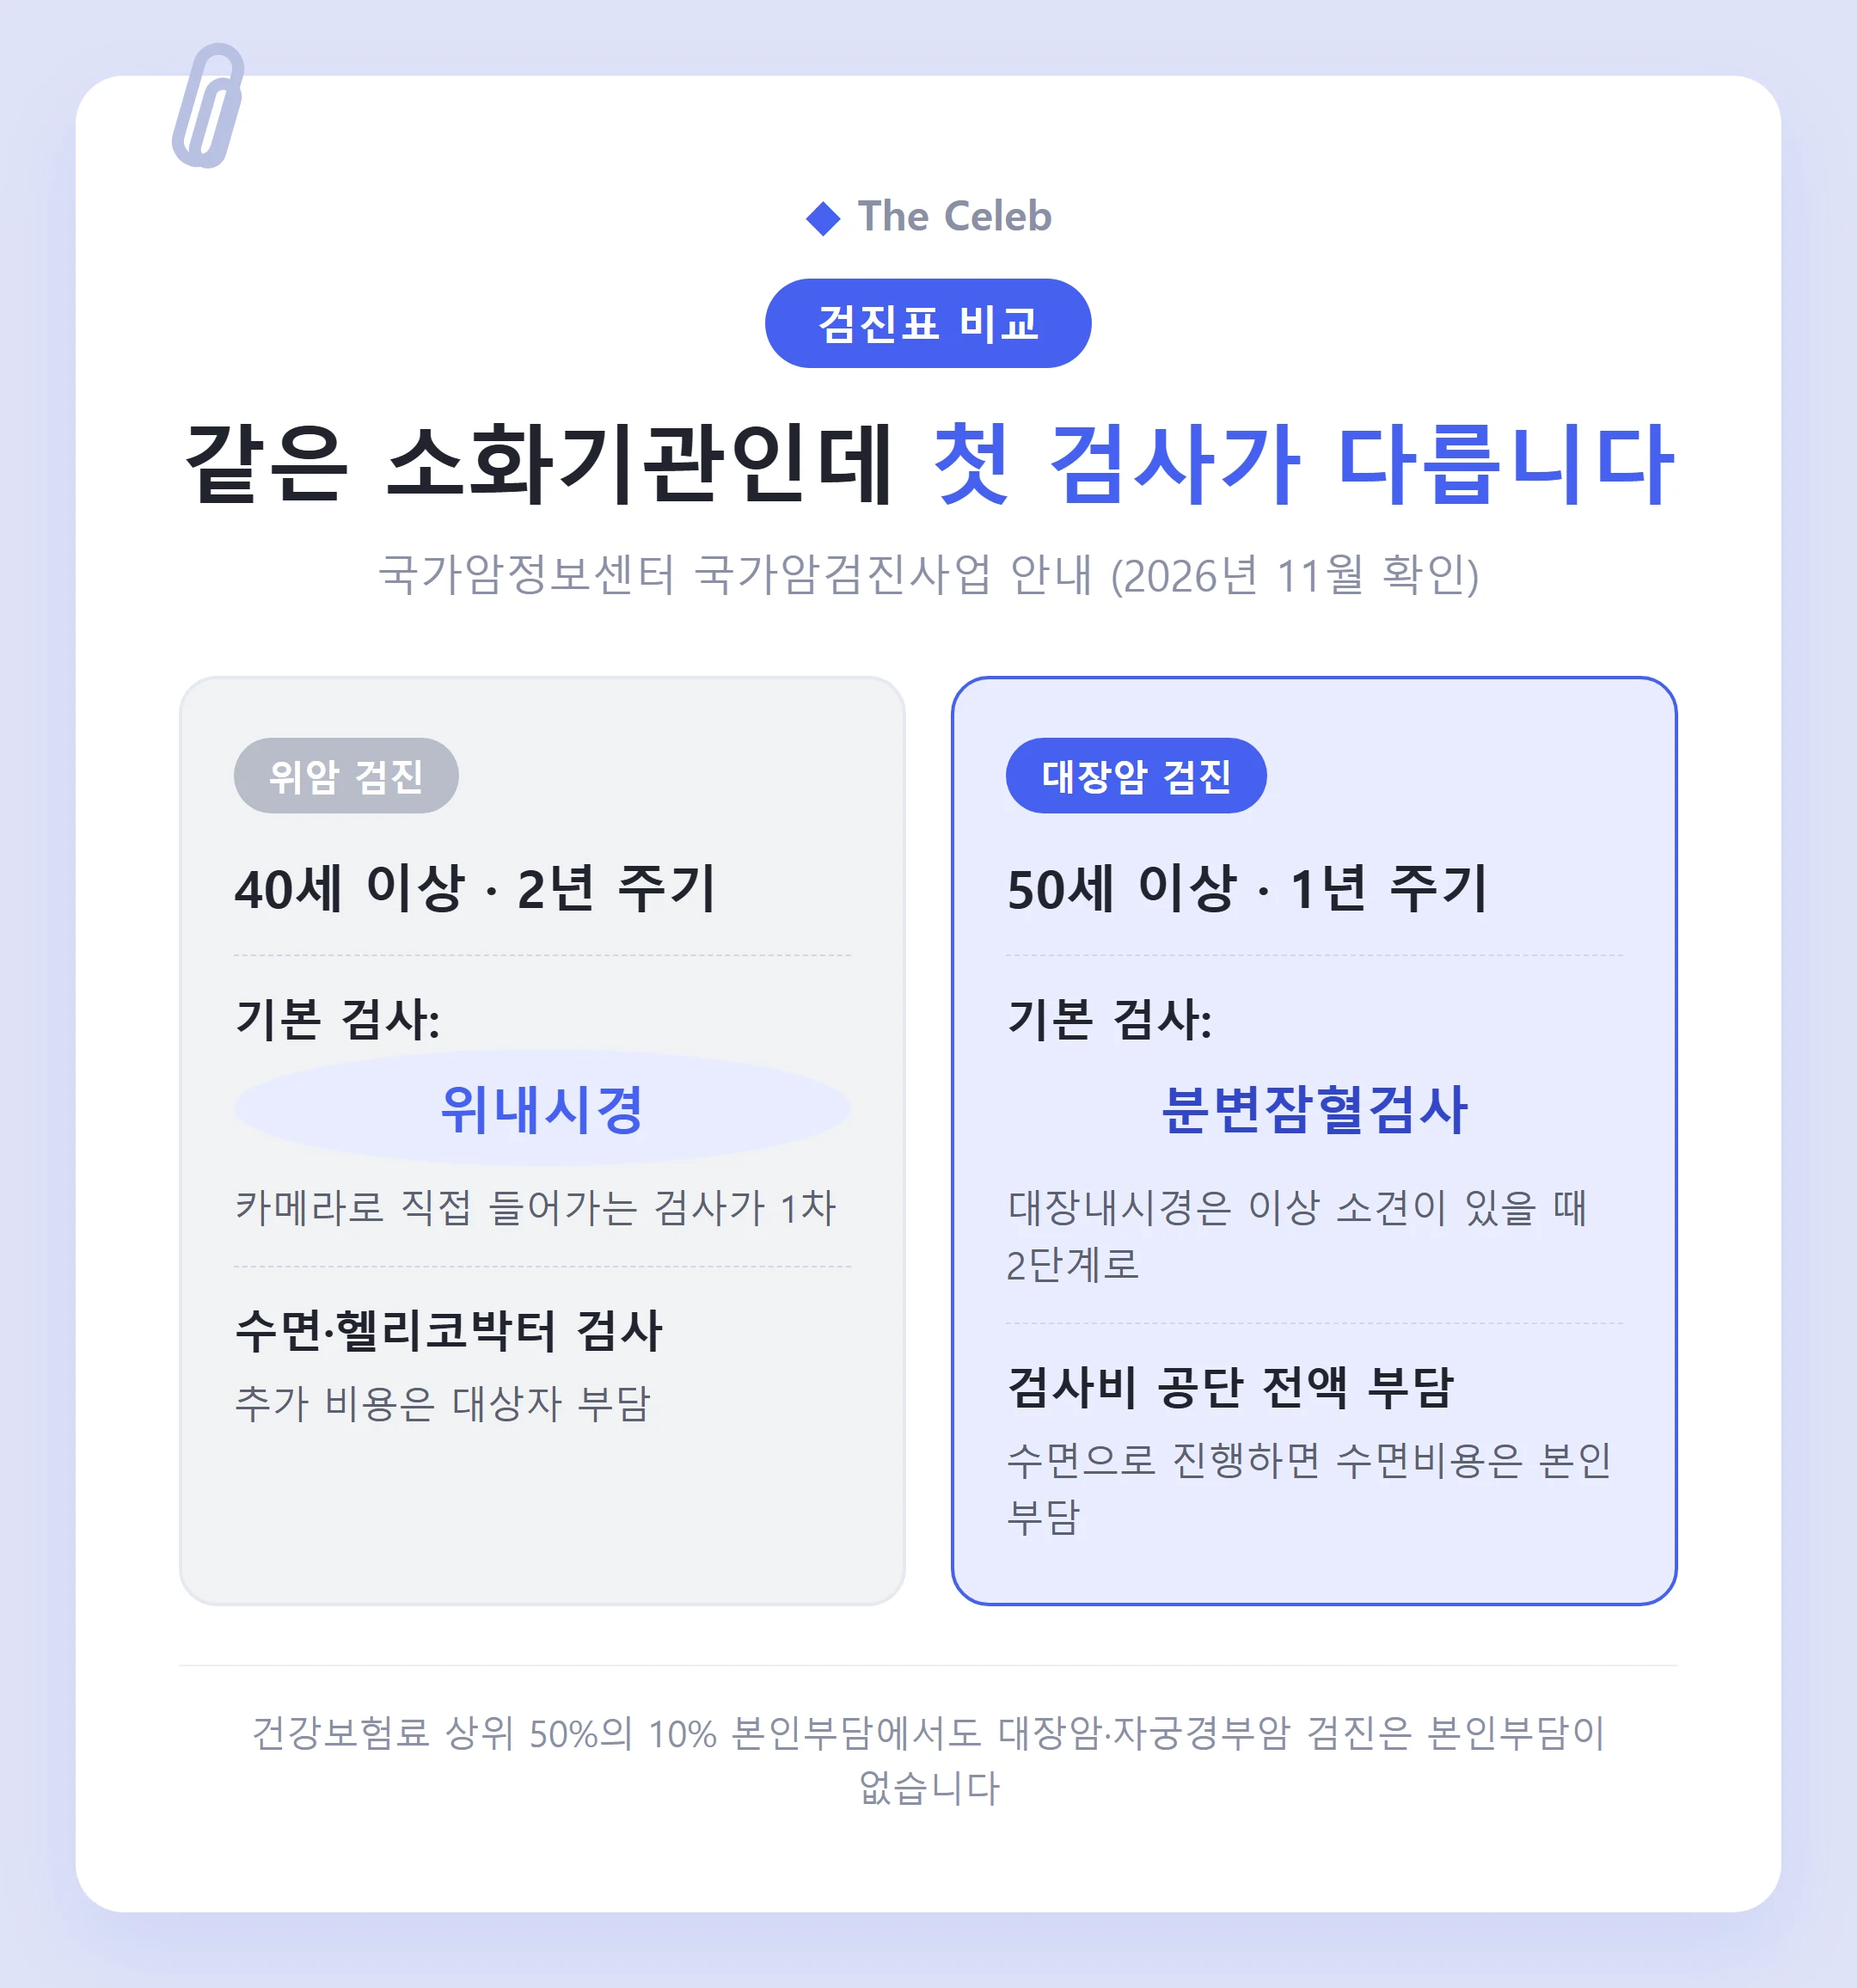 The Celeb
검진표 비교
같은 소화기관인데 첫 검사가 다릅니다
국가암정보센터 국가암검진사업 안내 (2026년 11월 확인)
위암 검진
40세 이상 · 2년 주기
기본 검사:
위내시경
카메라로 직접 들어가는 검사가 1차
수면·헬리코박터 검사
추가 비용은 대상자 부담
대장암 검진
50세 이상 · 1년 주기
기본 검사:
분변잠혈검사
대장내시경은 이상 소견이 있을 때
2단계로
검사비 공단 전액 부담
수면으로 진행하면 수면비용은 본인
부담
건강보험료 상위 50%의 10% 본인부담에서도 대장암·자궁경부암 검진은 본인부담이
없습니다